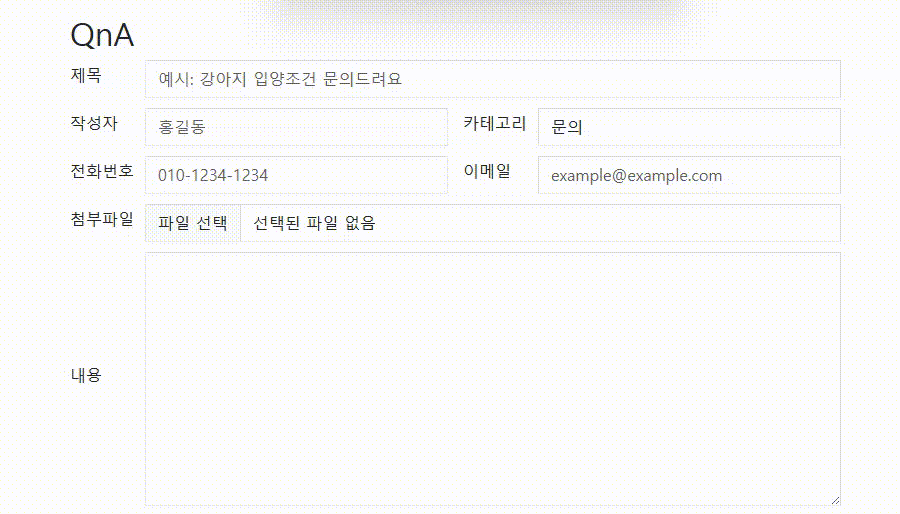 QnA
제목 예시: 강아지 입양조건 문의드려요
작성자 홍길동 카테고리 문의
전화번호 010-1234-1234 이메일 example@example.com
첨부파일 파일 선택 선택된 파일 없음
내용